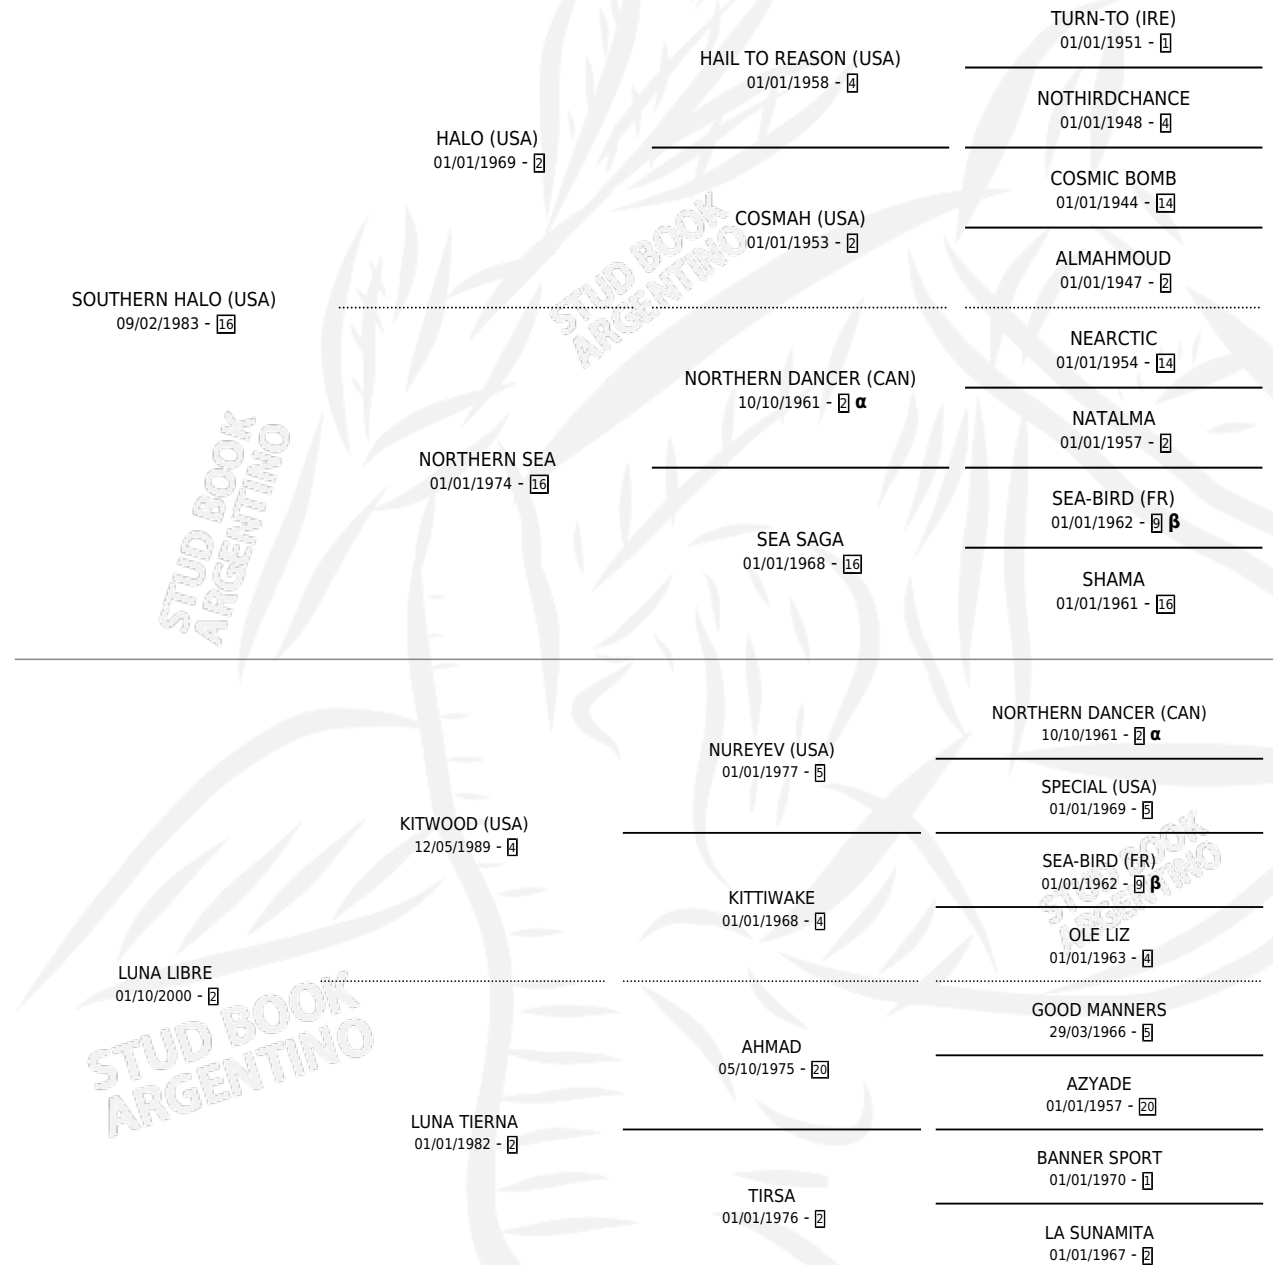 TURN-TO (IRE)
01/01/1951 - 1
HAIL TO REASON (USA)
01/01/1958 - 4
NOTHIRDCHANCE
01/01/1948 - 4
HALO (USA)
01/01/1969 - 2
COSMIC BOMB
01/01/1944 - 14
COSMAH (USA)
01/01/1953 - 2
ALMAHMOUD
01/01/1947 - 2
SOUTHERN HALO (USA)
09/02/1983 - 16
NEARCTIC
01/01/1954 - 14
NORTHERN DANCER (CAN)
10/10/1961 - 2 α
NATALMA
01/01/1957 - 2
NORTHERN SEA
01/01/1974 - 16
SEA-BIRD (FR)
01/01/1962 - 9 β
SEA SAGA
01/01/1968 - 16
SHAMA
01/01/1961 - 16
NORTHERN DANCER (CAN)
10/10/1961 - 2 α
NUREYEV (USA)
01/01/1977 - 5
SPECIAL (USA)
01/01/1969 - 5
KITWOOD (USA)
12/05/1989 - 4
SEA-BIRD (FR)
01/01/1962 - 9 β
KITTIWAKE
01/01/1968 - 4
OLE LIZ
01/01/1963 - 4
LUNA LIBRE
01/10/2000 - 2
GOOD MANNERS
29/03/1966 - 5
AHMAD
05/10/1975 - 20
AZYADE
01/01/1957 - 20
LUNA TIERNA
01/01/1982 - 2
BANNER SPORT
01/01/1970 - 1
TIRSA
01/01/1976 - 2
LA SUNAMITA
01/01/1967 - 2
STUD BOOK
ARGENTINO
STUD BOOK
ARGENTINO
STUD BOOK
ARGENTINO
STUD BOOK
ARGENTINO